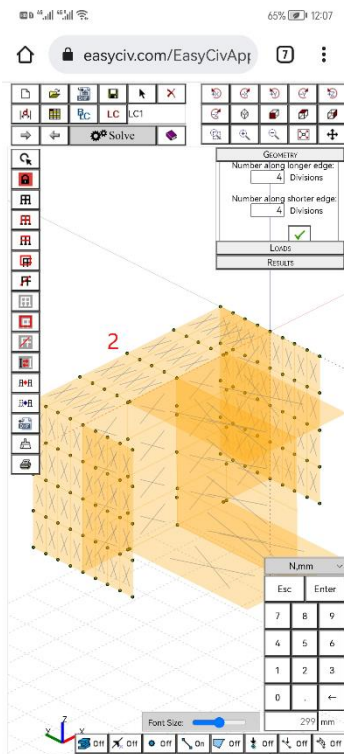 65% 12:07
easyciv.com/EasyCivApp
7
LC LC1
Solve
GEOMETRY
Number along longer edge:
4 Divisions
Number along shorter edge:
4 Divisions
LOADS
RESULTS
2
N,mm
Esc Enter
7 8 9
4 5 6
1 2 3
0 . ←
Font Size:
299 mm
Z
Off Off Off On Off Off Off Off